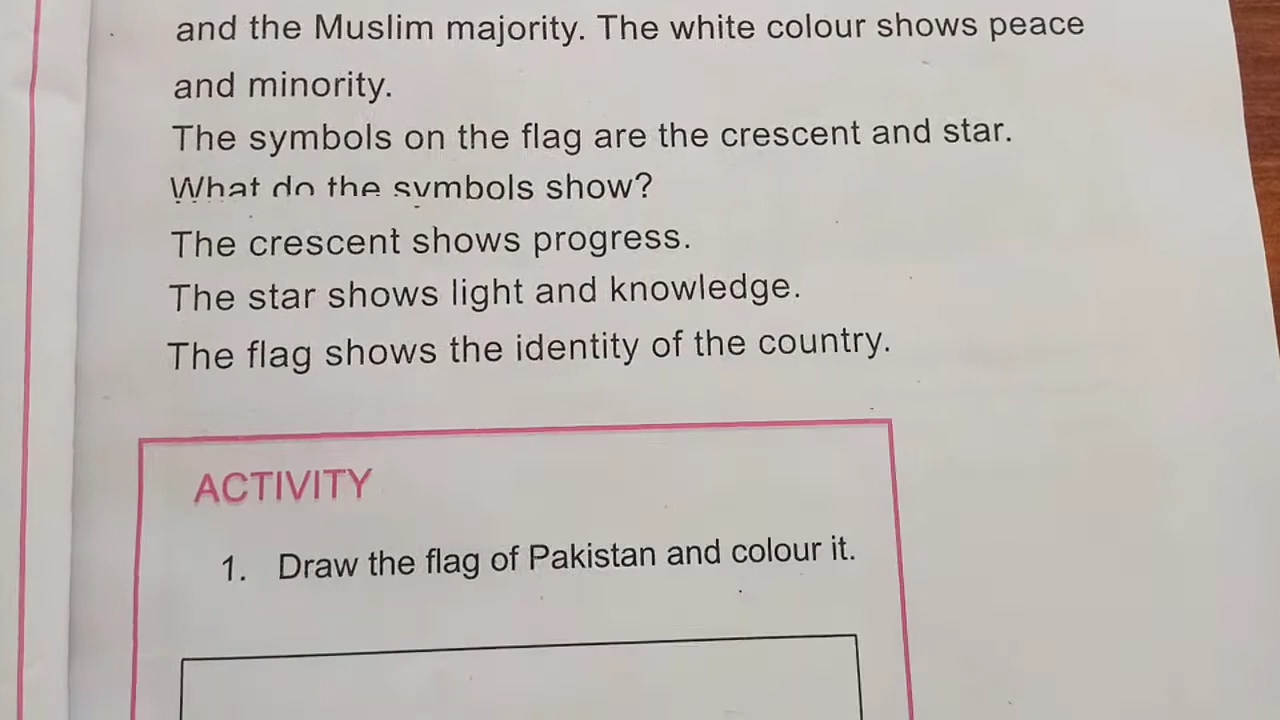 and the Muslim majority. The white colour shows peace
and minority.
The symbols on the flag are the crescent and star.
What do the symbols show?
The crescent shows progress.
The star shows light and knowledge.
The flag shows the identity of the country.
ACTIVITY
1. Draw the flag of Pakistan and colour it.